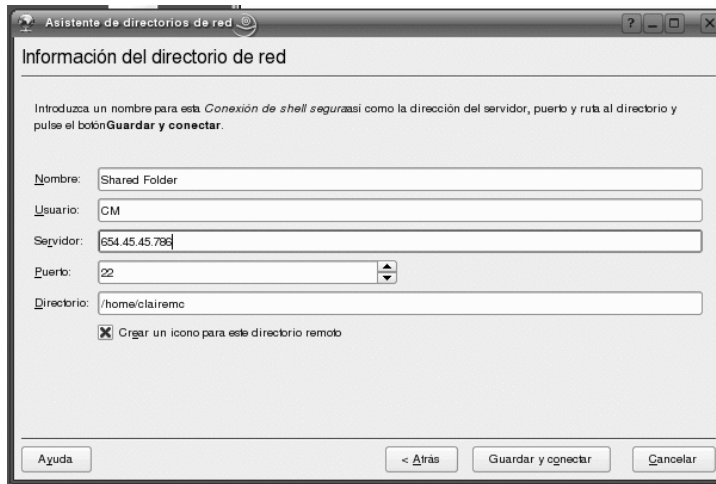 Asistente de directorios de red
Información del directorio de red
Introduzca un nombre para esta Conexión de shell seguraasí como la dirección del servidor, puerto y ruta al directorio y
pulse el botónGuardar y conectar.
Nombre: Shared Folder
Usuario: CM
Servidor: 654.45.45.786
Puerto: 22
Directorio: /home/clairemc
Crear un icono para este directorio remoto
Ayuda < Atrás Guardar y conectar Cancelar